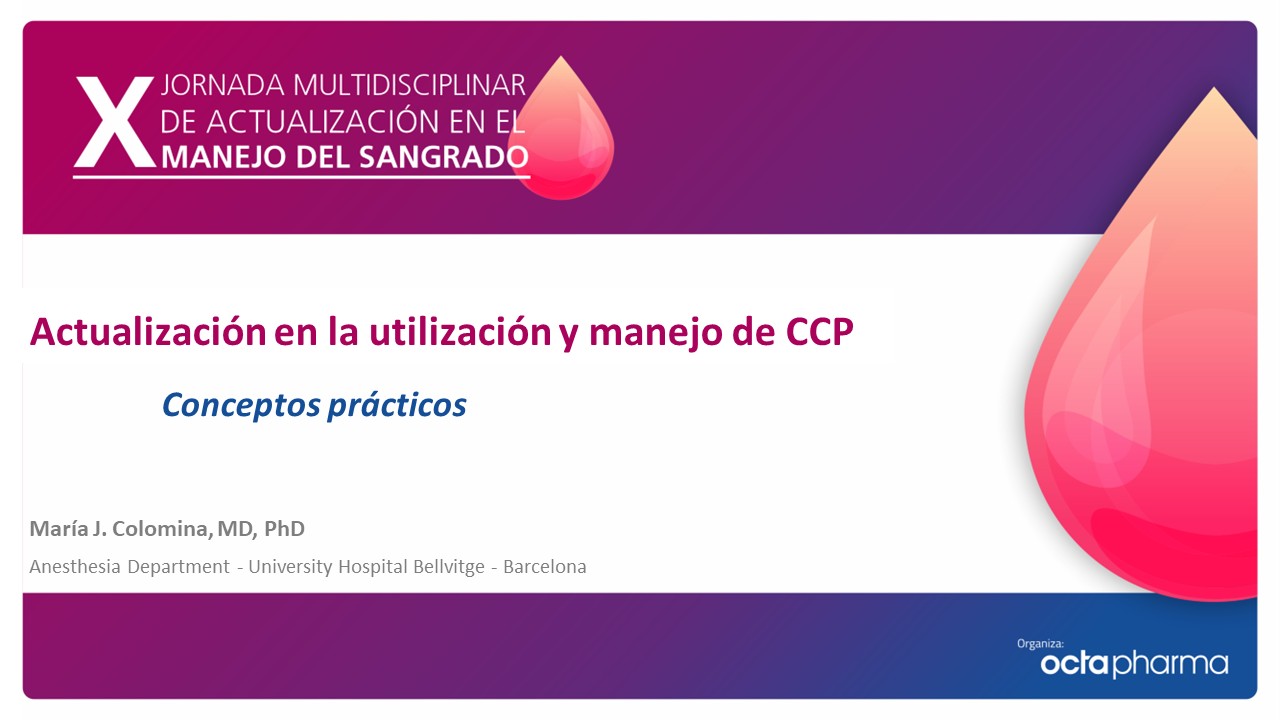 X JORNADA MULTIDISCIPLINAR
DE ACTUALIZACIÓN EN EL
MANEJO DEL SANGRADO
Actualización en la utilización y manejo de CCP
Conceptos prácticos
María J. Colomina, MD, PhD
Anesthesia Department - University Hospital Bellvitge - Barcelona
Organiza:
octapharma